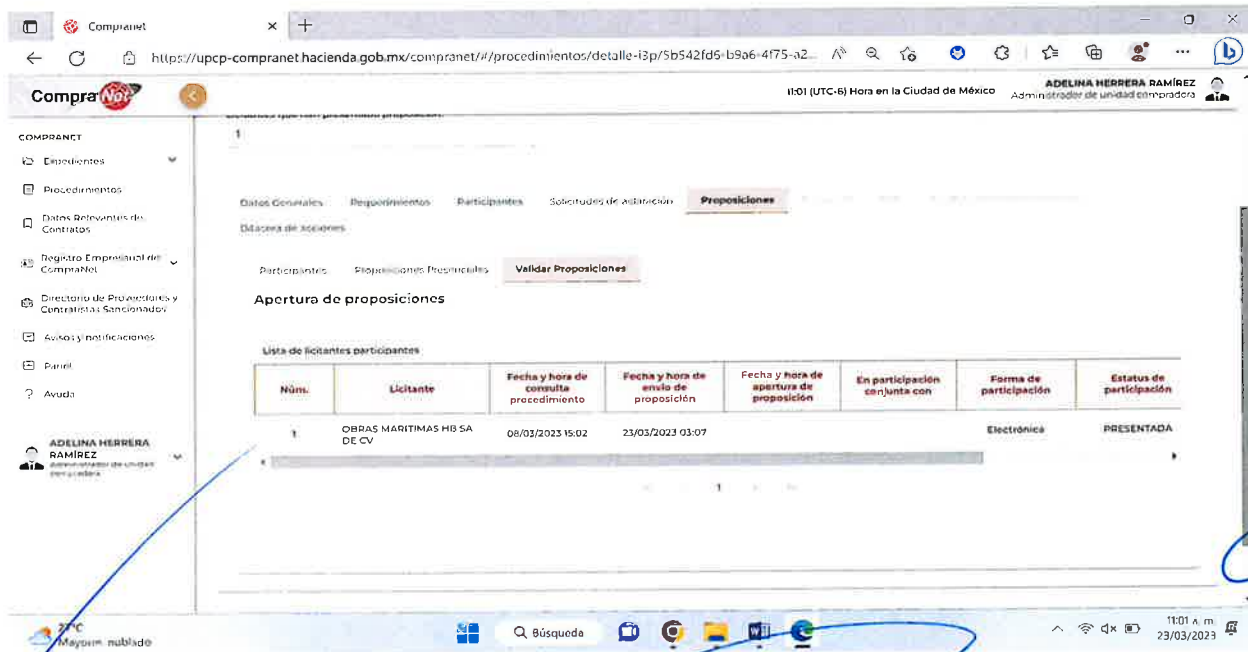 Compranet
https://upcp-compranet.hacienda.gob.mx/compranet/#/procedimientos/detalle-i3p/5b542fd6-b9a6-4f75-a2...
CompraNet
11:01 (UTC-6) Hora en la Ciudad de México
ADELINA HERRERA RAMÍREZ
Administrador de unidad compradora
COMPRANET
Expedientes
Procedimientos
Datos Relevantes de
Contratos
Registro Empresarial de
CompraNet
Directorio de Proveedores y
Contratistas Sancionados
Avisos y notificaciones
Panel
Ayuda
ADELINA HERRERA
RAMÍREZ
Administrador de unidad
compradora
1
Datos Generales
Requerimientos
Participantes
Solicitudes de aclaración
Proposiciones
Bitácora de acciones
Participantes
Proposiciones Presenciales
Validar Proposiciones
Apertura de proposiciones
Lista de licitantes participantes
Núm.
Licitante
Fecha y hora de
consulta
procedimiento
Fecha y hora de
envío de
proposición
Fecha y hora de
apertura de
proposición
En participación
conjunta con
Forma de
participación
Estatus de
participación
1
OBRAS MARITIMAS HB SA
DE CV
08/03/2023 15:02
23/03/2023 03:07
Electrónica
PRESENTADA
1
21°C
Mayorm. nublado
Búsqueda
11:01 a. m.
23/03/2023